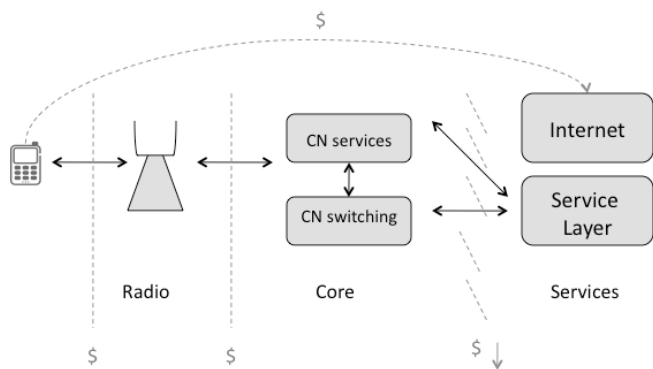 $
CN services
Internet
CN switching
Service
Layer
Radio
Core
Services
$
$
$